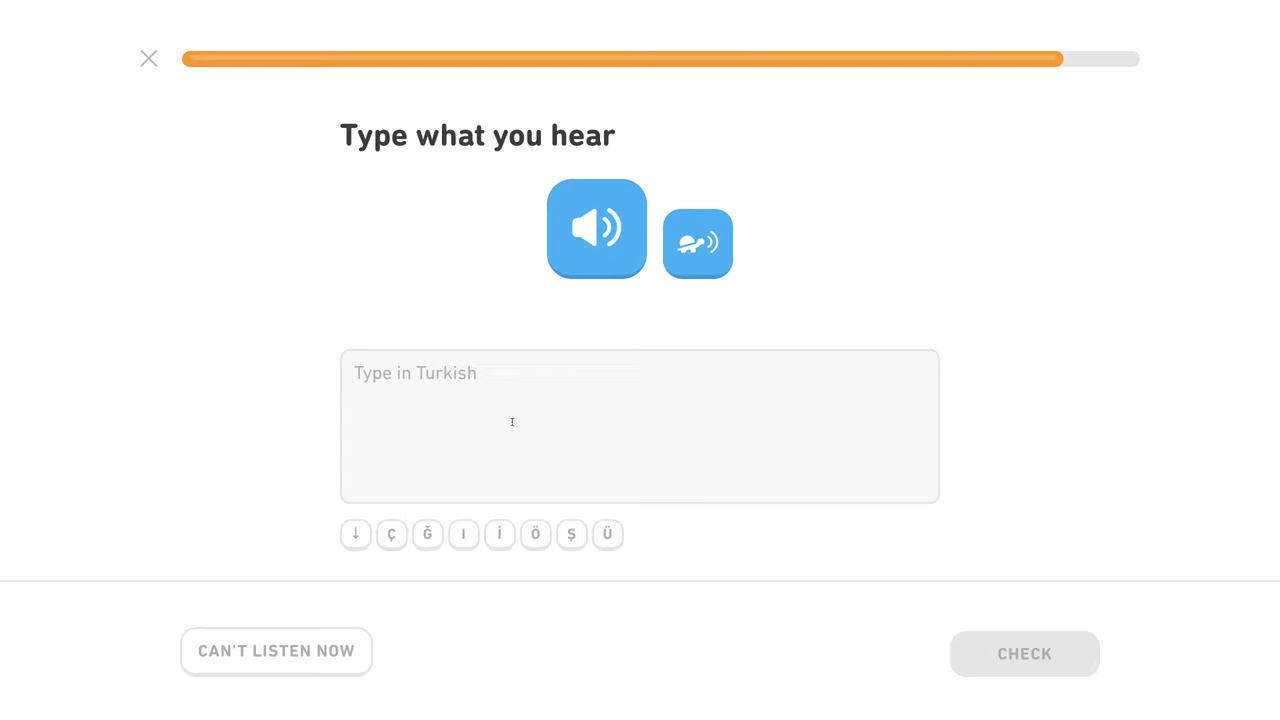 Type what you hear
Type in Turkish
↓ Ç Ğ I İ Ö Ş Ü
CAN'T LISTEN NOW
CHECK